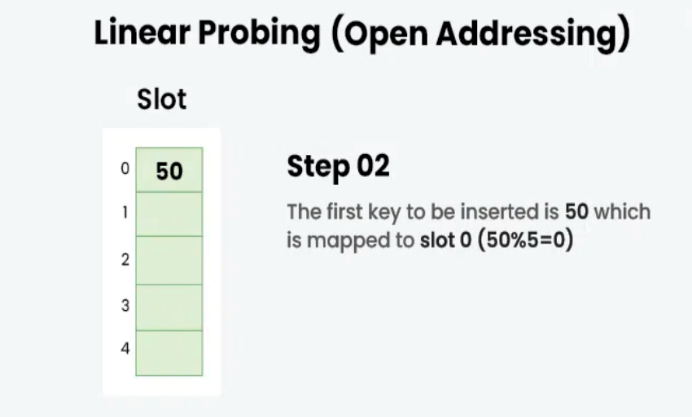 Linear Probing (Open Addressing)
Slot
0 50
1
2
3
4
Step 02
The first key to be inserted is 50 which
is mapped to slot 0 (50%5=0)